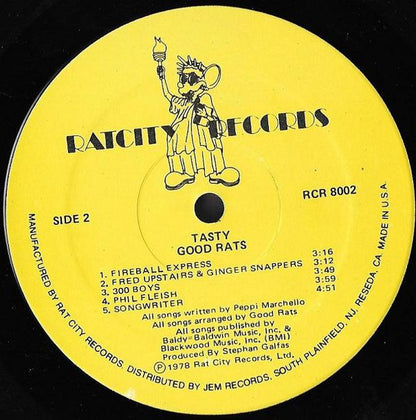 RATCITY RECORDS
SIDE 2
RCR 8002
TASTY
GOOD RATS
1. FIREBALL EXPRESS 3:16
2. FRED UPSTAIRS & GINGER SNAPPERS 3:12
3. 300 BOYS 3:49
4. PHIL FLEISH 3:59
5. SONGWRITER 4:51
All songs written by Peppi Marchello
All songs arranged by Good Rats
All songs published by
Baldy-Baldwin Music, Inc. &
Blackwood Music, Inc. (BMI)
Produced By Stephan Galfas
Ⓟ 1978 Rat City Records, Ltd.
MANUFACTURED BY RAT CITY RECORDS, DISTRIBUTED BY JEM RECORDS, SOUTH PLAINFIELD, NJ, RESEDA, CA. MADE IN U.S.A.